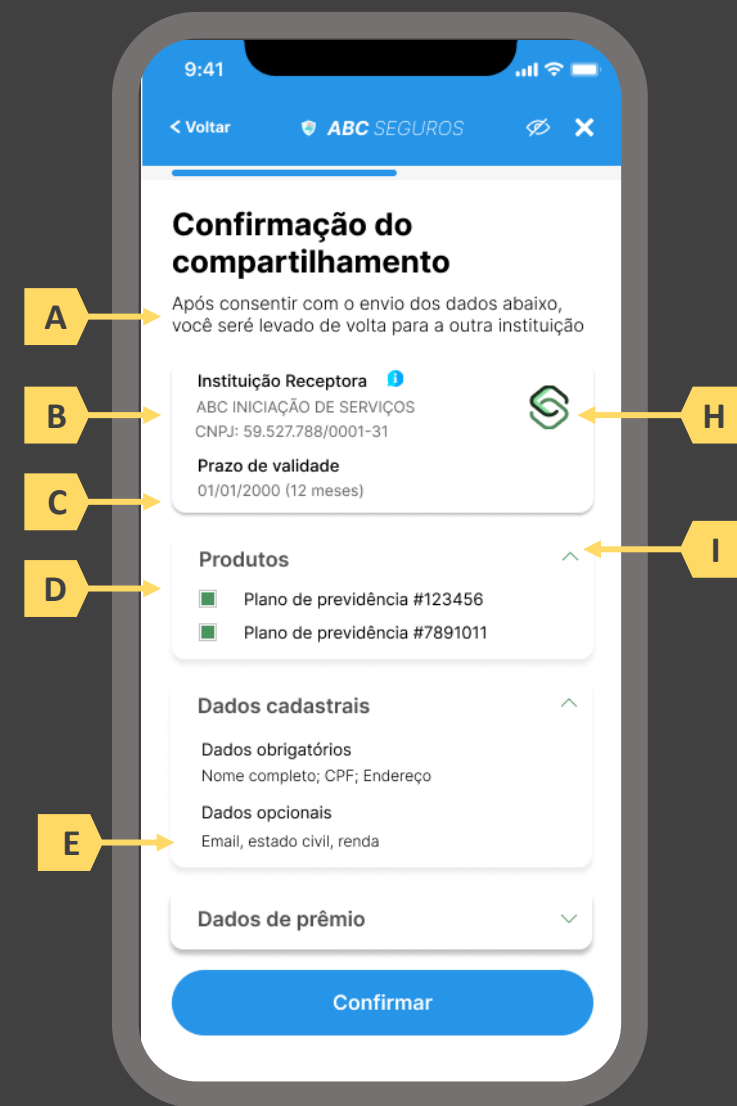 9:41
< Voltar
ABC SEGUROS
Confirmação do
compartilhamento
A
Após consentir com o envio dos dados abaixo,
você seré levado de volta para a outra instituição
Instituição Receptora
B
ABC INICIAÇÃO DE SERVIÇOS
H
CNPJ: 59.527.788/0001-31
Prazo de validade
C
01/01/2000 (12 meses)
Produtos
I
D
Plano de previdência #123456
Plano de previdência #7891011
Dados cadastrais
Dados obrigatórios
Nome completo; CPF; Endereço
Dados opcionais
E
Email, estado civil, renda
Dados de prêmio
Confirmar